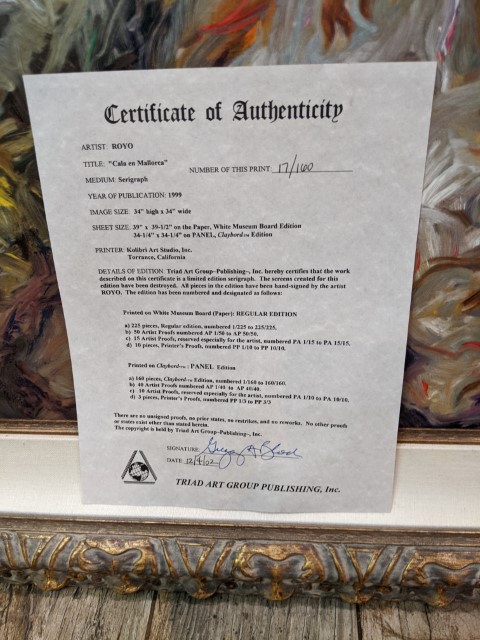 Certificate of Authenticity
ARTIST: ROYO
TITLE: "Cala en Mallorca"
NUMBER OF THIS PRINT: 17/160
MEDIUM: Serigraph
YEAR OF PUBLICATION: 1999
IMAGE SIZE: 34" high x 34" wide
SHEET SIZE: 39" x 39-1/2" on the Paper, White Museum Board Edition
34-1/4" x 34-1/4" on PANEL, Claybord™ Edition
PRINTER: Kolibri Art Studio, Inc.
Torrance, California
DETAILS OF EDITION: Triad Art Group-Publishing-, Inc. hereby certifies that the work
described on this certificate is a limited edition serigraph. The screens created for this
edition have been destroyed. All pieces in the edition have been hand-signed by the artist
ROYO. The edition has been numbered and designated as follows:
Printed on White Museum Board (Paper): REGULAR EDITION
a) 225 pieces, Regular edition, numbered 1/225 to 225/225.
b) 50 Artist Proofs numbered AP 1/50 to AP 50/50.
c) 15 Artist Proofs, reserved especially for the artist, numbered PA 1/15 to PA 15/15.
d) 10 pieces, Printer's Proofs, numbered PP 1/10 to PP 10/10.
Printed on Claybord™: PANEL Edition
a) 160 pieces, Claybord™ Edition, numbered 1/160 to 160/160.
b) 40 Artist Proofs numbered AP 1/40 to AP 40/40.
c) 10 Artist Proofs, reserved especially for the artist, numbered PA 1/10 to PA 10/10.
d) 3 pieces, Printer's Proofs, numbered PP 1/3 to PP 3/3
There are no unsigned proofs, no prior states, no restrikes, and no reworks. No other proofs
or states exist other than stated herein.
The copyright is held by Triad Art Group-Publishing-, Inc.
SIGNATURE:
DATE: 12/4/02
TRIAD ART GROUP PUBLISHING, Inc.